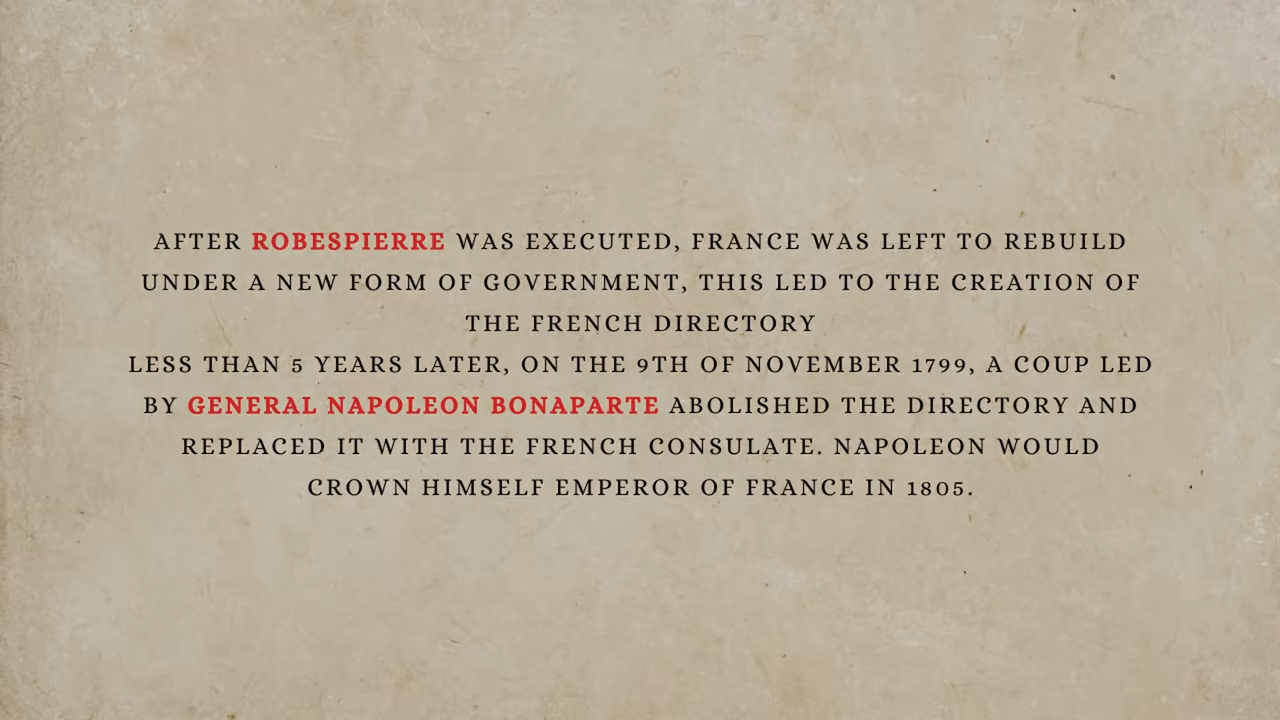 AFTER ROBESPIERRE WAS EXECUTED, FRANCE WAS LEFT TO REBUILD
UNDER A NEW FORM OF GOVERNMENT, THIS LED TO THE CREATION OF
THE FRENCH DIRECTORY
LESS THAN 5 YEARS LATER, ON THE 9TH OF NOVEMBER 1799, A COUP LED
BY GENERAL NAPOLEON BONAPARTE ABOLISHED THE DIRECTORY AND
REPLACED IT WITH THE FRENCH CONSULATE. NAPOLEON WOULD
CROWN HIMSELF EMPEROR OF FRANCE IN 1805.